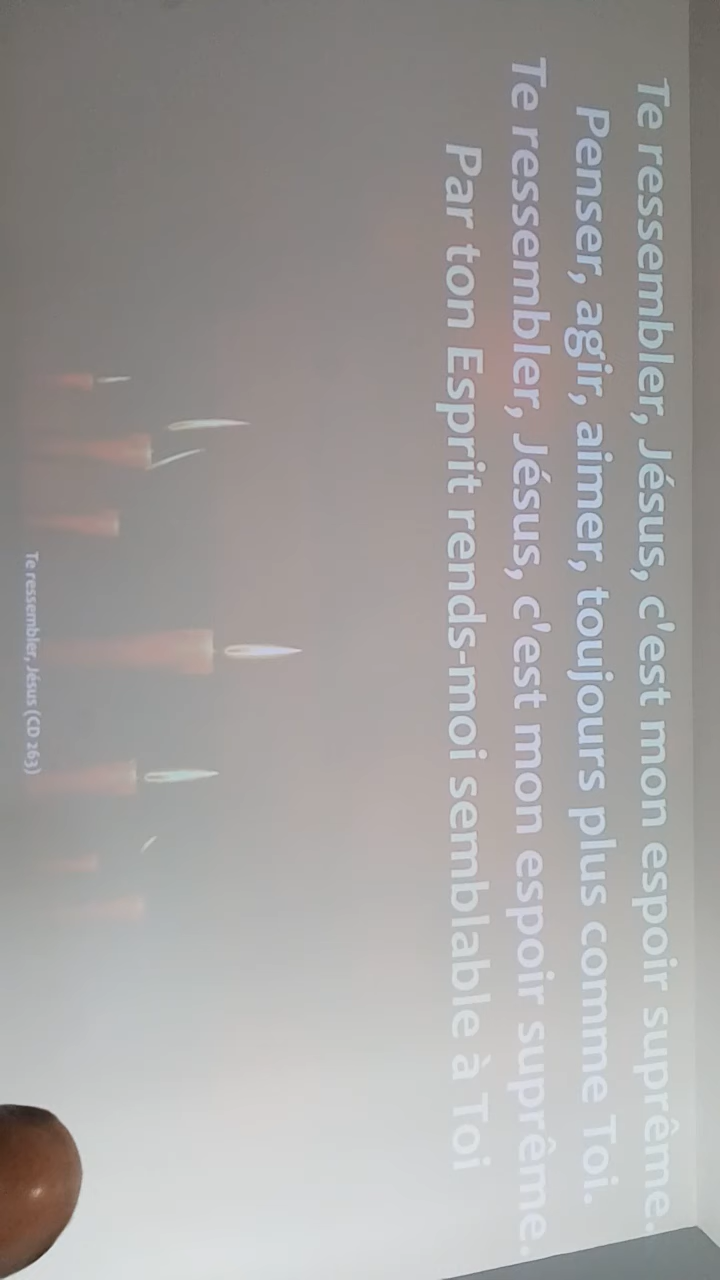 Te ressembler, Jésus, c'est mon espoir suprême.
Penser, agir, aimer, toujours plus comme Toi.
Te ressembler, Jésus, c'est mon espoir suprême.
Par ton Esprit rends-moi semblable à Toi
Te ressembler, Jésus (CD 263)